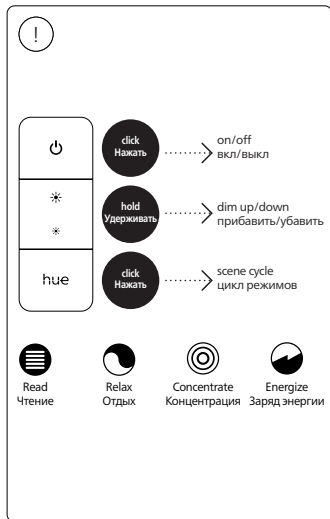 !
click
Нажать
on/off
вкл/выкл
hold
Удерживать
dim up/down
прибавить/убавить
hue
click
Нажать
scene cycle
цикл режимов
Read
Чтение
Relax
Отдых
Concentrate
Концентрация
Energize
Заряд энергии